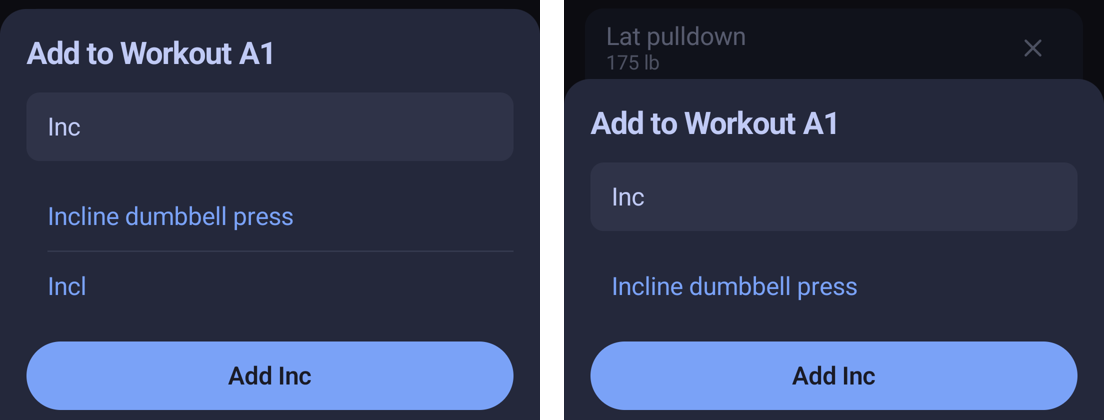 Add to Workout A1
Inc
Incline dumbbell press
Incl
Add Inc
Lat pulldown
175 lb
Add to Workout A1
Inc
Incline dumbbell press
Add Inc